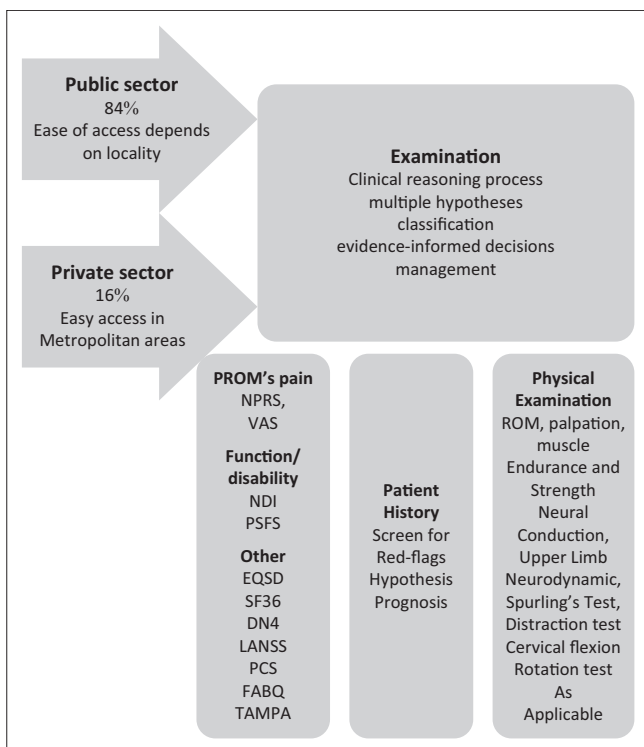 Public sector
84%
Ease of access depends
on locality
Private sector
16%
Easy access in
Metropolitan areas
Examination
Clinical reasoning process
multiple hypotheses
classification
evidence-informed decisions
management
PROM's pain
NPRS,
VAS
Function/
disability
NDI
PSFS
Other
EQSD
SF36
DN4
LANSS
PCS
FABQ
TAMPA
Patient
History
Screen for
Red-flags
Hypothesis
Prognosis
Physical
Examination
ROM, palpation,
muscle
Endurance and
Strength
Neural
Conduction,
Upper Limb
Neurodynamic,
Spurling's Test,
Distraction test
Cervical flexion
Rotation test
As
Applicable